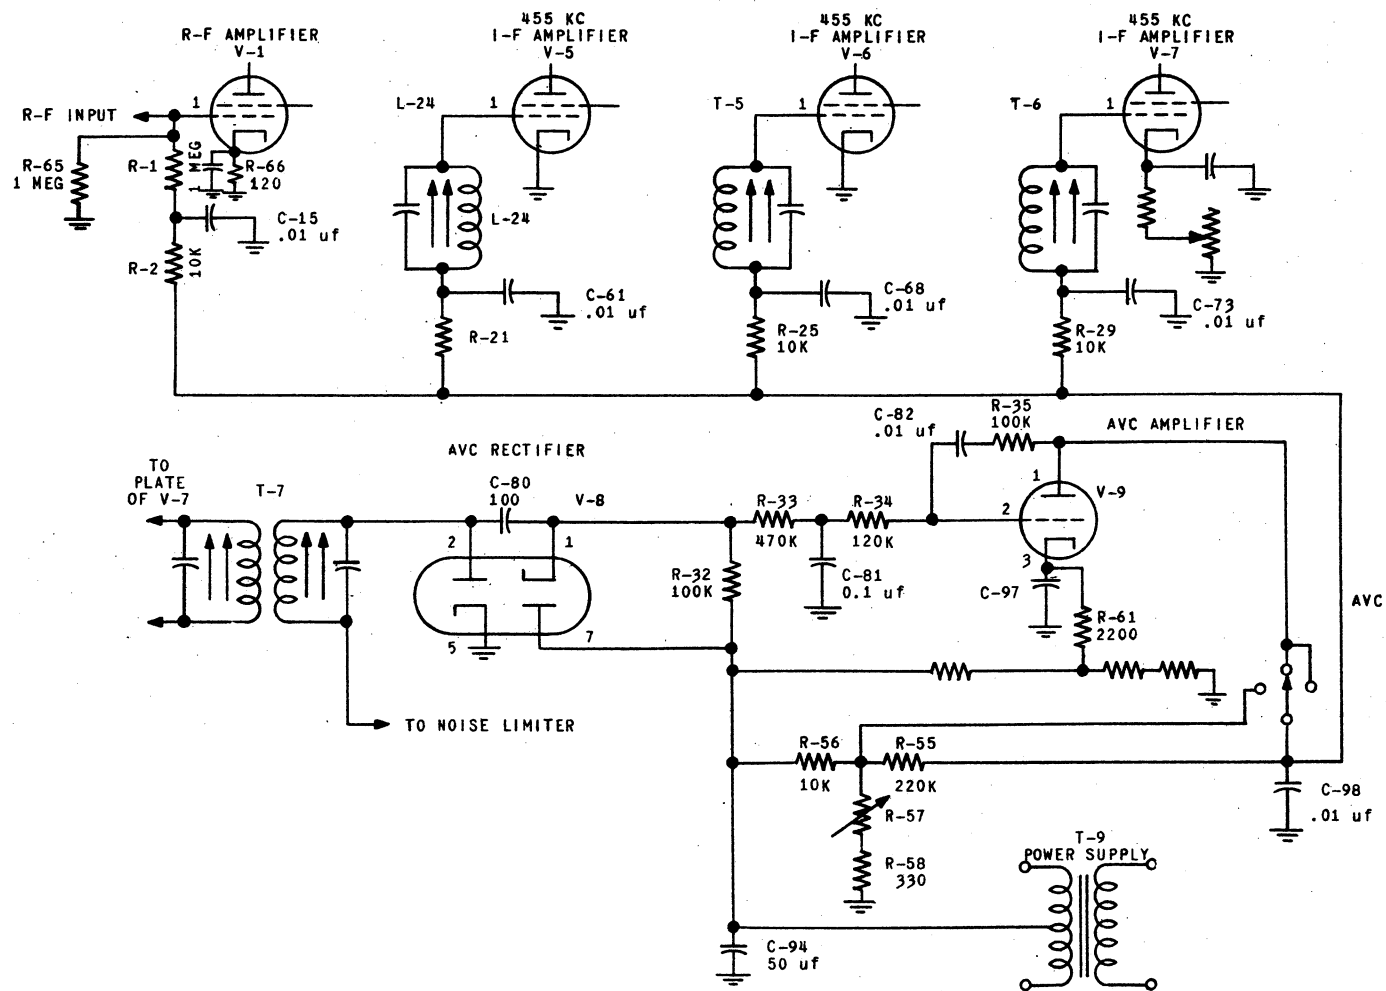 R-F AMPLIFIER
V-1
455 KC
I-F AMPLIFIER
V-5
455 KC
I-F AMPLIFIER
V-6
455 KC
I-F AMPLIFIER
V-7
R-F INPUT
1
L-24
1
T-5
1
T-6
1
R-65
1 MEG
R-1
1 MEG
R-66
120
C-15
.01 uf
R-2
10K
L-24
C-61
.01 uf
R-21
C-68
.01 uf
R-25
10K
C-73
.01 uf
R-29
10K
AVC RECTIFIER
C-82
.01 uf
R-35
100K
AVC AMPLIFIER
TO
PLATE
OF V-7
T-7
C-80
100
V-8
2
1
5
7
R-33
470K
R-34
120K
1
2
3
V-9
R-32
100K
C-81
0.1 uf
C-97
R-61
2200
AVC
TO NOISE LIMITER
R-56
10K
R-55
220K
R-57
R-58
330
C-98
.01 uf
T-9
POWER SUPPLY
C-94
50 uf